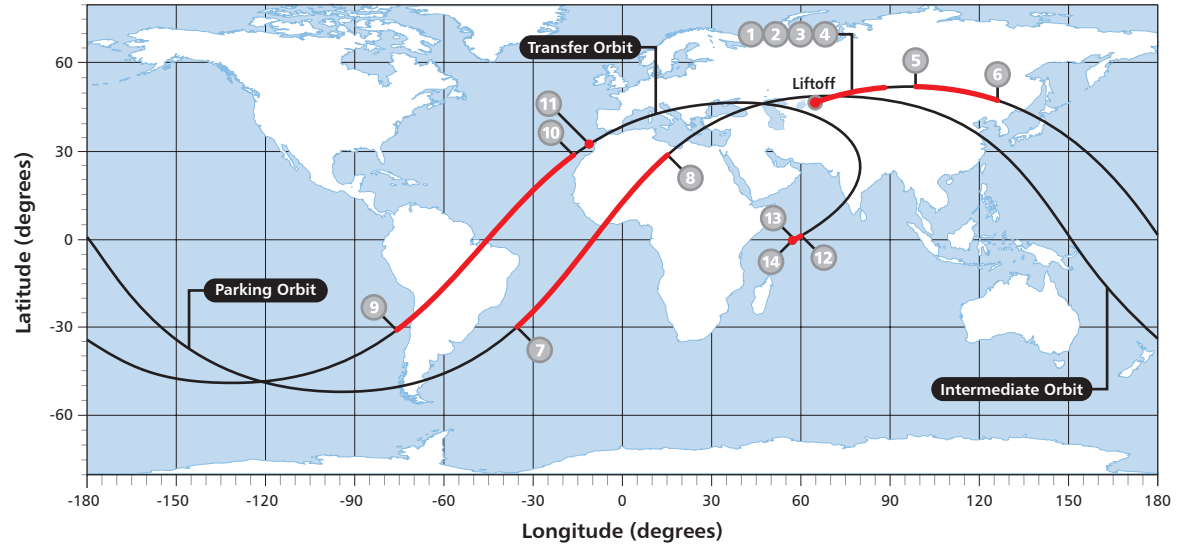 1 2 3 4
Transfer Orbit
5
6
Liftoff
11
10
8
13
14
12
Parking Orbit
9
7
Intermediate Orbit
Latitude (degrees)
60
30
0
-30
-60
-180 -150 -120 -90 -60 -30 0 30 60 90 120 150 180
Longitude (degrees)